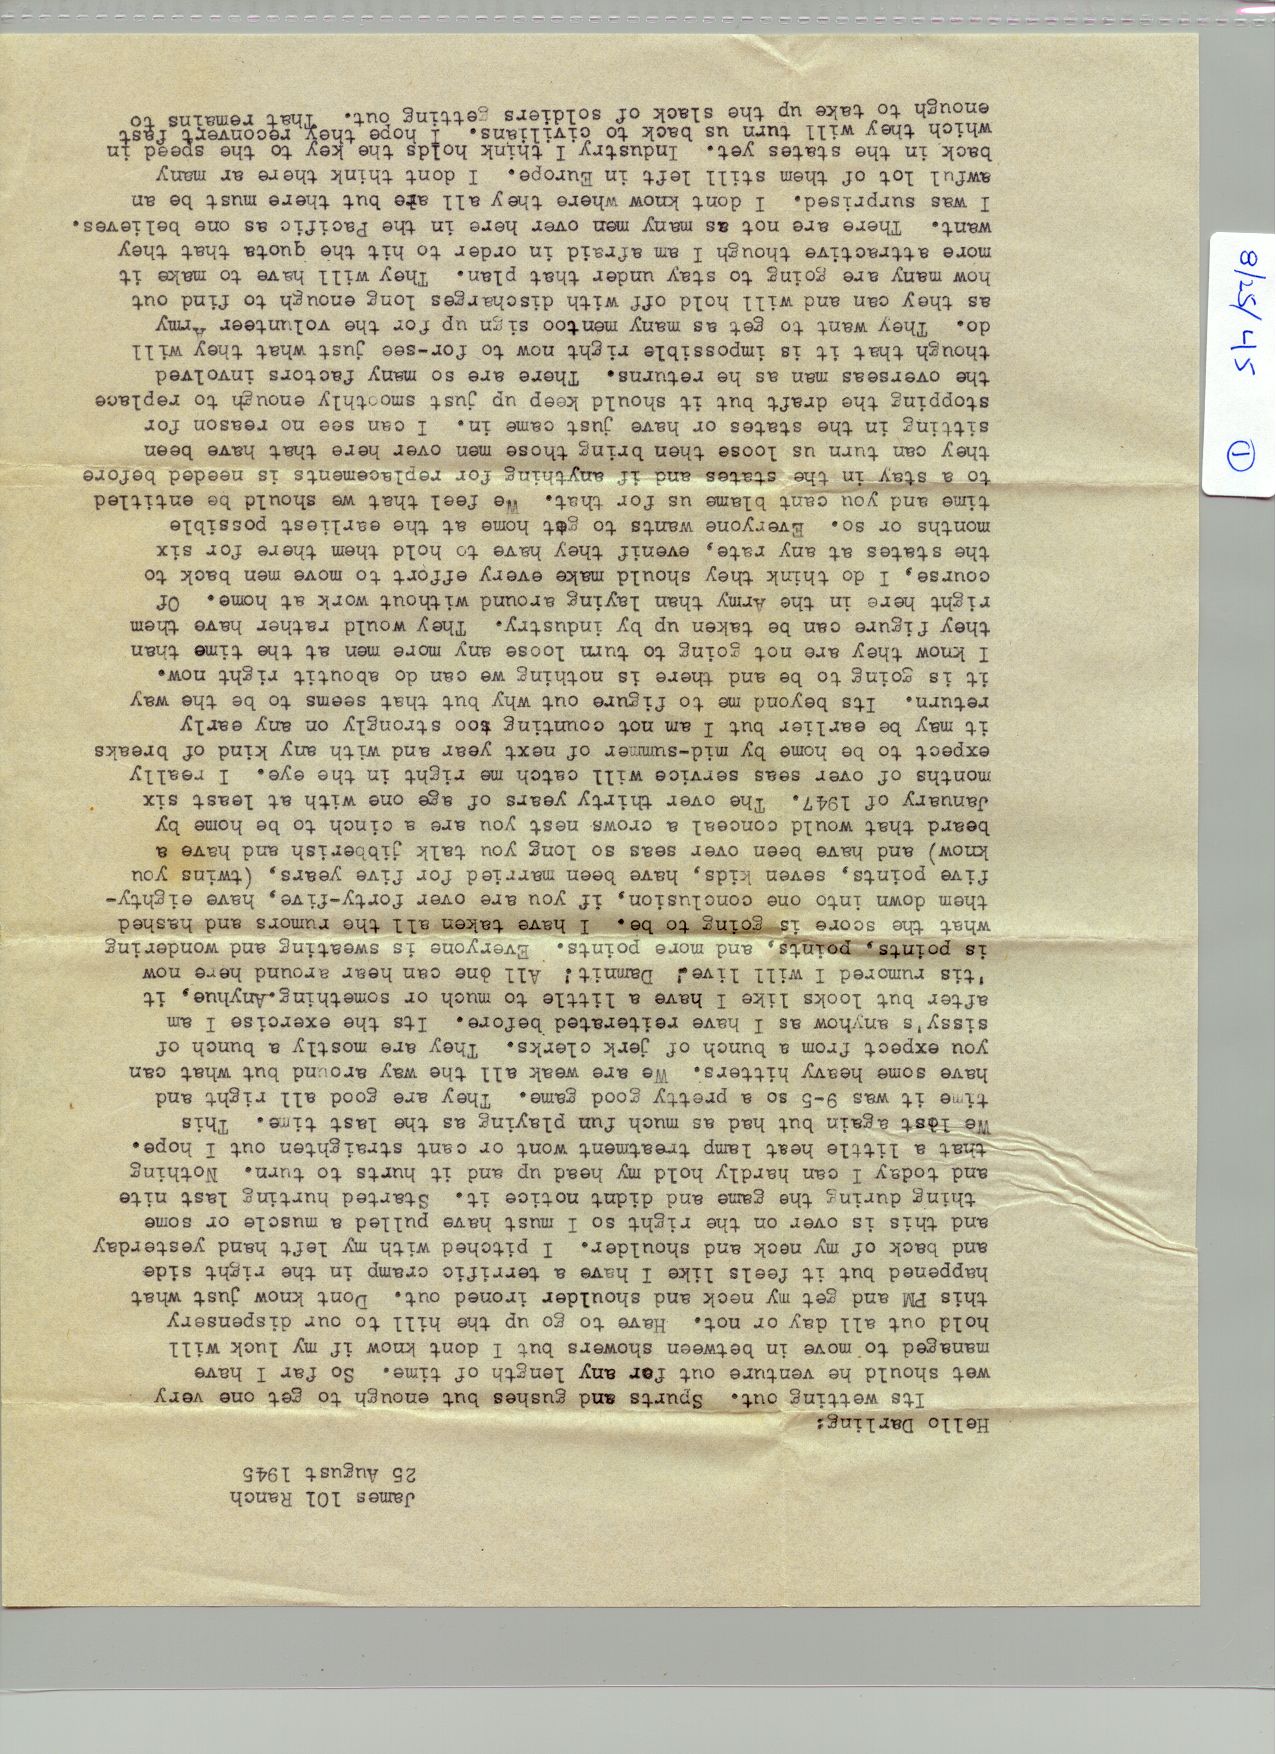 James 101 Ranch
25 August 1945
Hello Darling:
Its wetting out. Spurts and gushes but enough to get one very
wet should he venture out for any length of time. So far I have
managed to move in between showers but I dont know if my luck will
hold out all day or not. Have to go up the hill to our dispensery
this PM and get my neck and shoulder ironed out. Dont know just what
happened but it feels like I have a terrific cramp in the right side
and back of my neck and shoulder. I pitched with my left hand yesterday
and this is over on the right so I must have pulled a muscle or some
thing during the game and didnt notice it. Started hurting last nite
and today I can hardly hold my head up and it hurts to turn. Nothing
that a little heat lamp treatment wont or cant straighten out I hope.
We lost again but had as much fun playing as the last time. This
time it was 9-5 so a pretty good game. They are good all right and
have some heavy hitters. We are weak all the way around but what can
you expect from a bunch of jerk clerks. They are mostly a bunch of
sissy's anyhow as I have reiterated before. Its the exercise I am
after but looks like I have a little to much or something.Anyhue, it
'tis rumored I will live! Damnit! All one can hear around here now
is points, points, and more points. Everyone is sweating and wondering
what the score is going to be. I have taken all the rumors and hashed
them down into one conclusion, if you are over forty-five, have eighty-
five points, seven kids, have been married for five years, (twins you
know) and have been over seas so long you talk jibberish and have a
beard that would conceal a crows nest you are a cinch to be home by
January of 1947. The over thirty years of age one with at least six
months of over seas service will catch me right in the eye. I really
expect to be home by mid-summer of next year and with any kind of breaks
it may be earlier but I am not counting too strongly on any early
return. Its beyond me to figure out why but that seems to be the way
it is going to be and there is nothing we can do aboutit right now.
I know they are not going to turn loose any more men at the time than
they figure can be taken up by industry. They would rather have them
right here in the Army than laying around without work at home. Of
course, I do think they should make every effort to move men back to
the states at any rate, evenif they have to hold them there for six
months or so. Everyone wants to get home at the earliest possible
time and you cant blame us for that. We feel that we should be entitled
to a stay in the states and if anything for replacements is needed before
they can turn us loose then bring those men over here that have been
sitting in the states or have just came in. I can see no reason for
stopping the draft but it should keep up just smoothly enough to replace
the overseas man as he returns. There are so many factors involved
though that it is impossible right now to for-see just what they will
do. They want to get as many mentoo sign up for the volunteer Army
as they can and will hold off with discharges long enough to find out
how many are going to stay under that plan. They will have to make it
more attractive though I am afraid in order to hit the quota that they
want. There are not as many men over here in the Pacific as one believes.
I was surprised. I dont know where they all are but there must be an
awful lot of them still left in Europe. I dont think there ar many
back in the states yet. Industry I think holds the key to the speed in
which they will turn us back to civilians. I hope they reconvert fast
enough to take up the slack of soldiers getting out. That remains to
8/25/45 ①